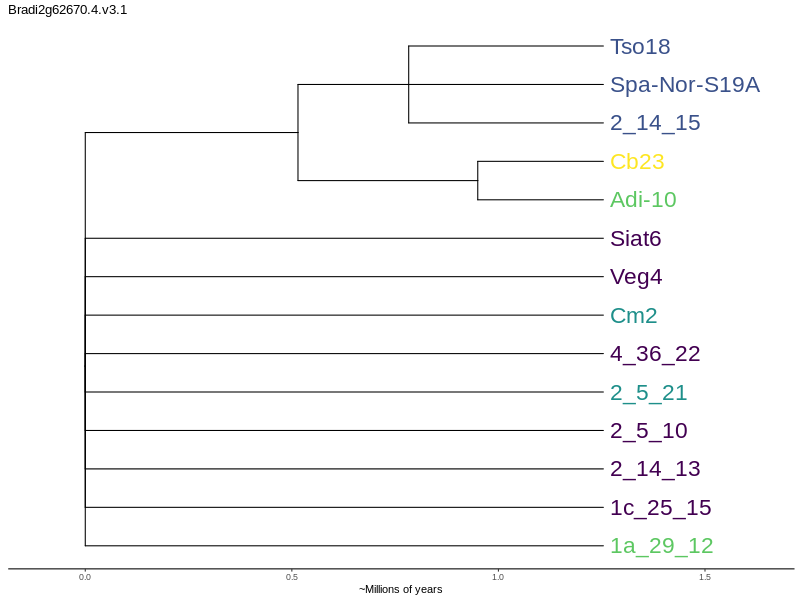 Bradi2g62670.4.v3.1
Tso18
Spa-Nor-S19A
2_14_15
Cb23
Adi-10
Siat6
Veg4
Cm2
4_36_22
2_5_21
2_5_10
2_14_13
1c_25_15
1a_29_12
0.0 0.5 1.0 1.5
~Millions of years